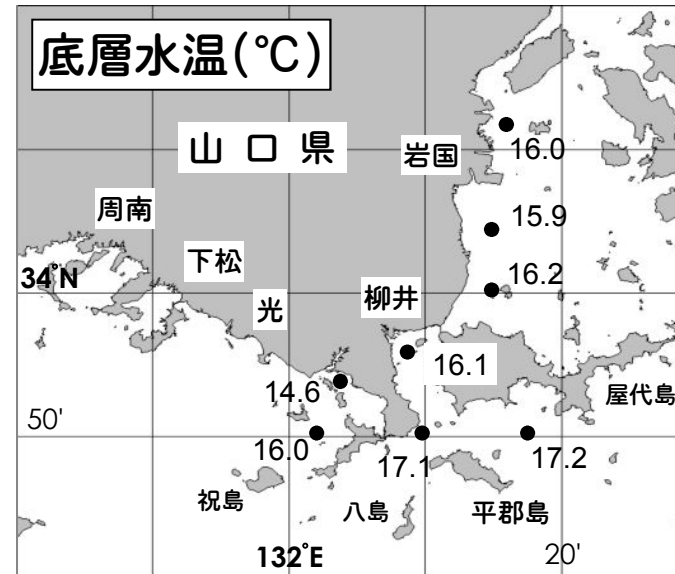 底層水温(℃)
山口県
岩国
16.0
周南
15.9
下松
16.2
34°N
光
柳井
16.1
14.6
屋代島
50'
16.0
17.1
17.2
祝島
八島
平郡島
132°E
20'